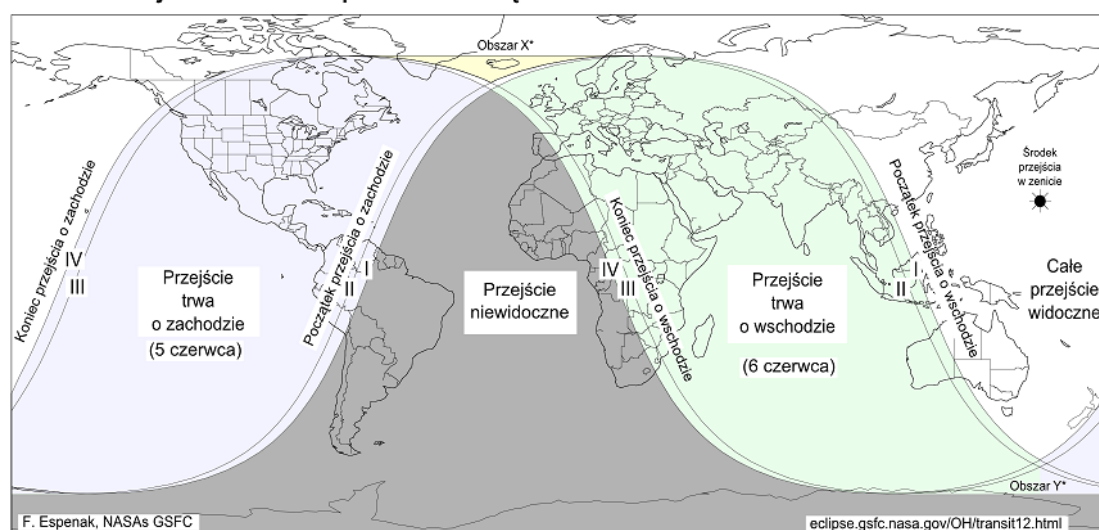 Obszar X*
Środek
przejścia
w zenicie
Koniec przejścia o zachodzie
IV
III
Początek przejścia o zachodzie
I
II
Koniec przejścia o wschodzie
IV
III
Początek przejścia o wschodzie
I
II
Przejście
trwa
o zachodzie
(5 czerwca)
Przejście
niewidoczne
Przejście
trwa
o wschodzie
(6 czerwca)
Całe
przejście
widoczne
Obszar Y*
F. Espenak, NASAs GSFC
eclipse.gsfc.nasa.gov/OH/transit12.html